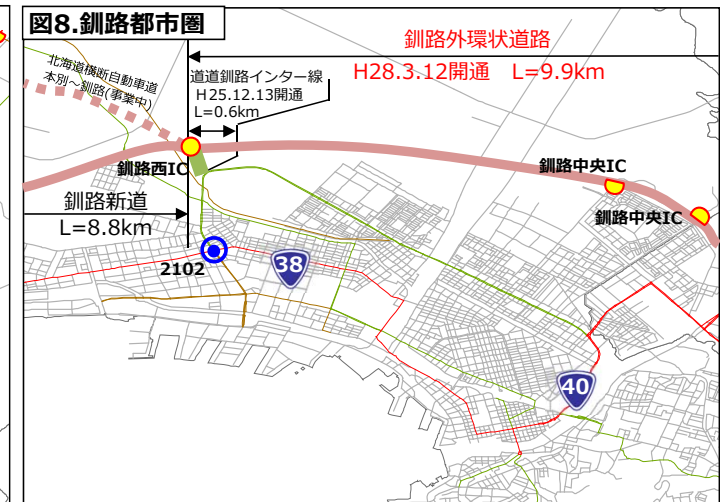 図8.釧路都市圏
釧路外環状道路
H28.3.12開通 L=9.9km
北海道横断自動車道
本別～釧路(事業中)
道道釧路インター線
H25.12.13開通
L=0.6km
釧路西IC
釧路中央IC
釧路中央IC
釧路新道
L=8.8km
2102
38
40